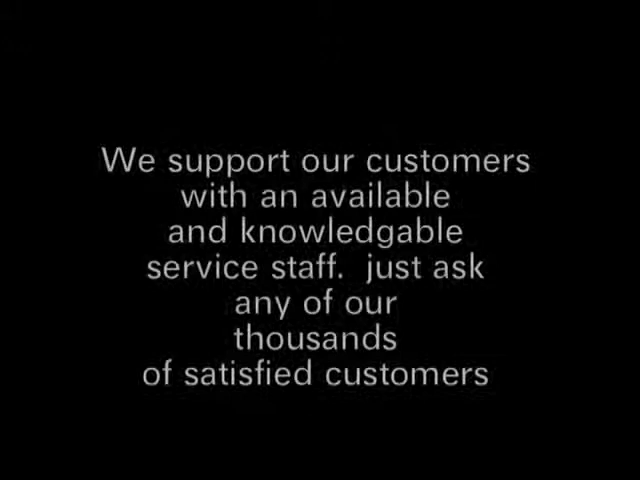 We support our customers
with an available
and knowledgable
service staff.  just ask
any of our
thousands
of satisfied customers